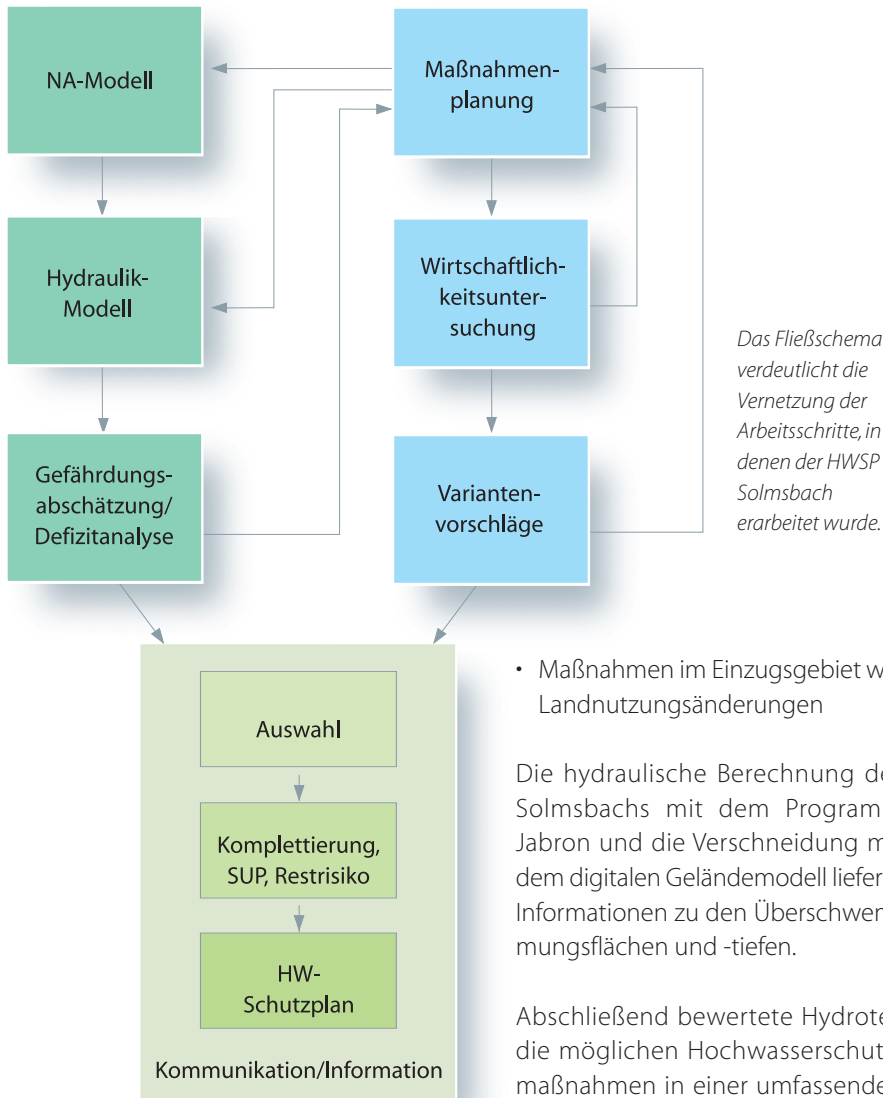 NA-Modell
Maßnahmen-
planung
Hydraulik-
Modell
Wirtschaftlich-
keitsunter-
suchung
Gefährdungs-
abschätzung/
Defizitanalyse
Varianten-
vorschläge
Das Fließschema
verdeutlicht die
Vernetzung der
Arbeitsschritte, in
denen der HWSP
Solmsbach
erarbeitet wurde.
Auswahl
Komplettierung,
SUP, Restrisiko
HW-
Schutzplan
Kommunikation/Information
• Maßnahmen im Einzugsgebiet
Landnutzungsänderungen
Die hydraulische Berechnung
Solmsbachs mit dem
Jabron und die Verschneidung
dem digitalen Geländemodell
Informationen zu den
mungsflächen und -tiefen.
Abschließend bewertete
die möglichen
maßnahmen in einer